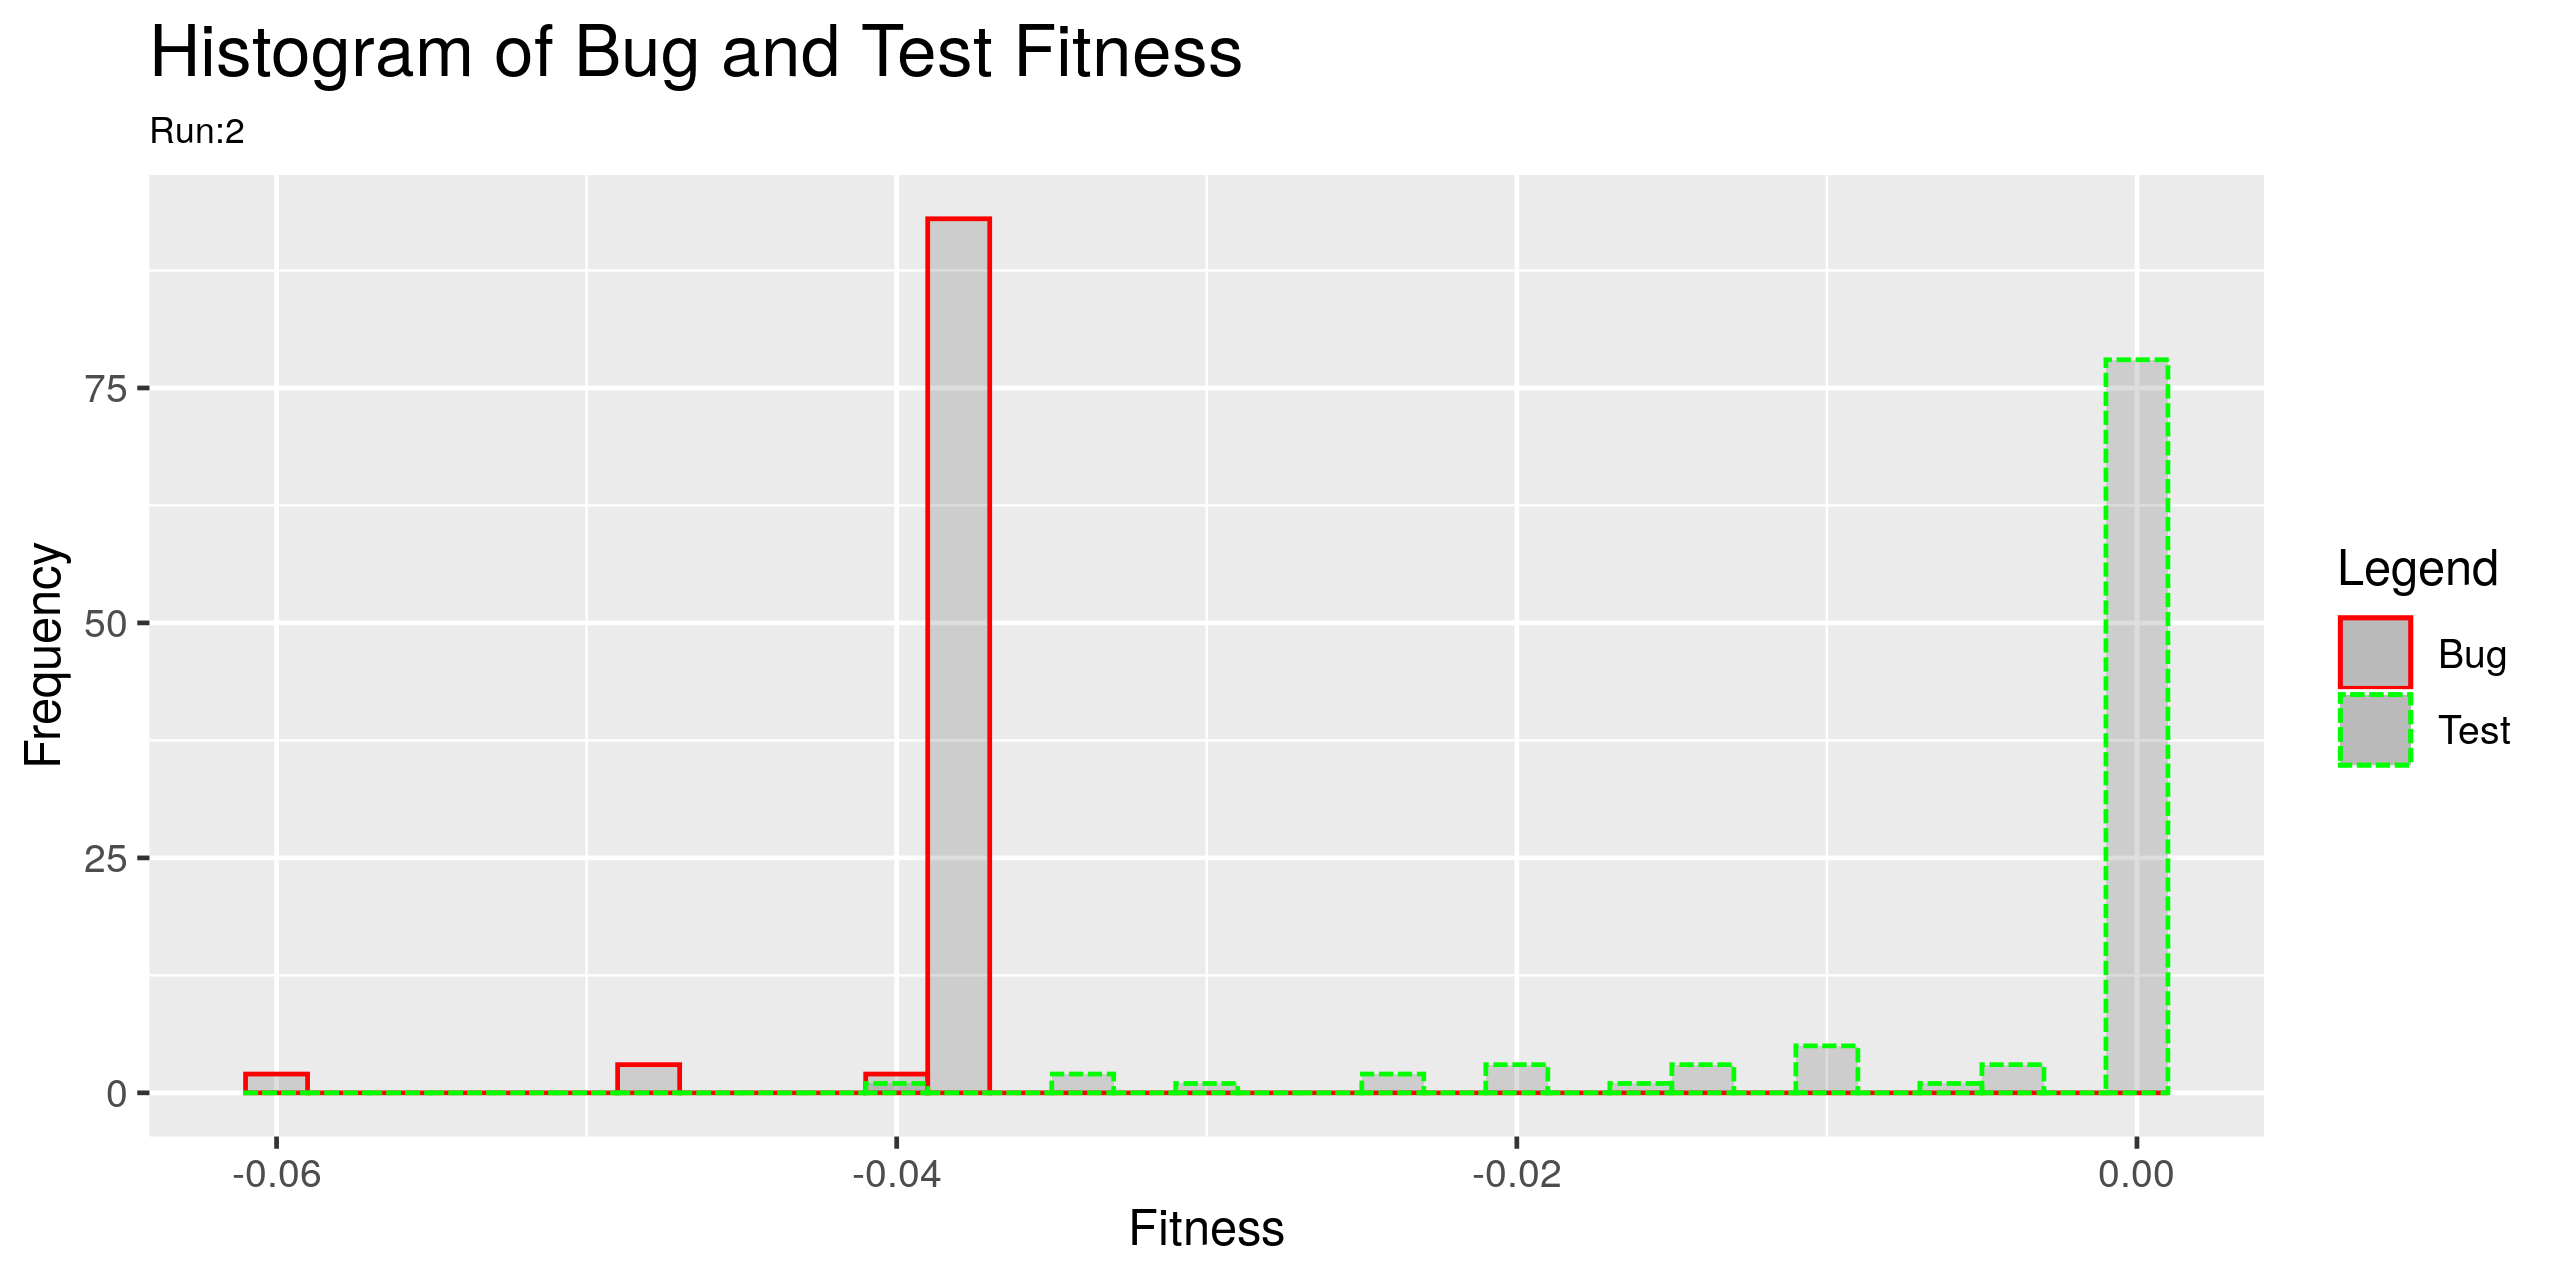 Histogram of Bug and Test Fitness
Run:2
Frequency
75
50
25
0
-0.06
-0.04
-0.02
0.00
Fitness
Legend
Bug
Test